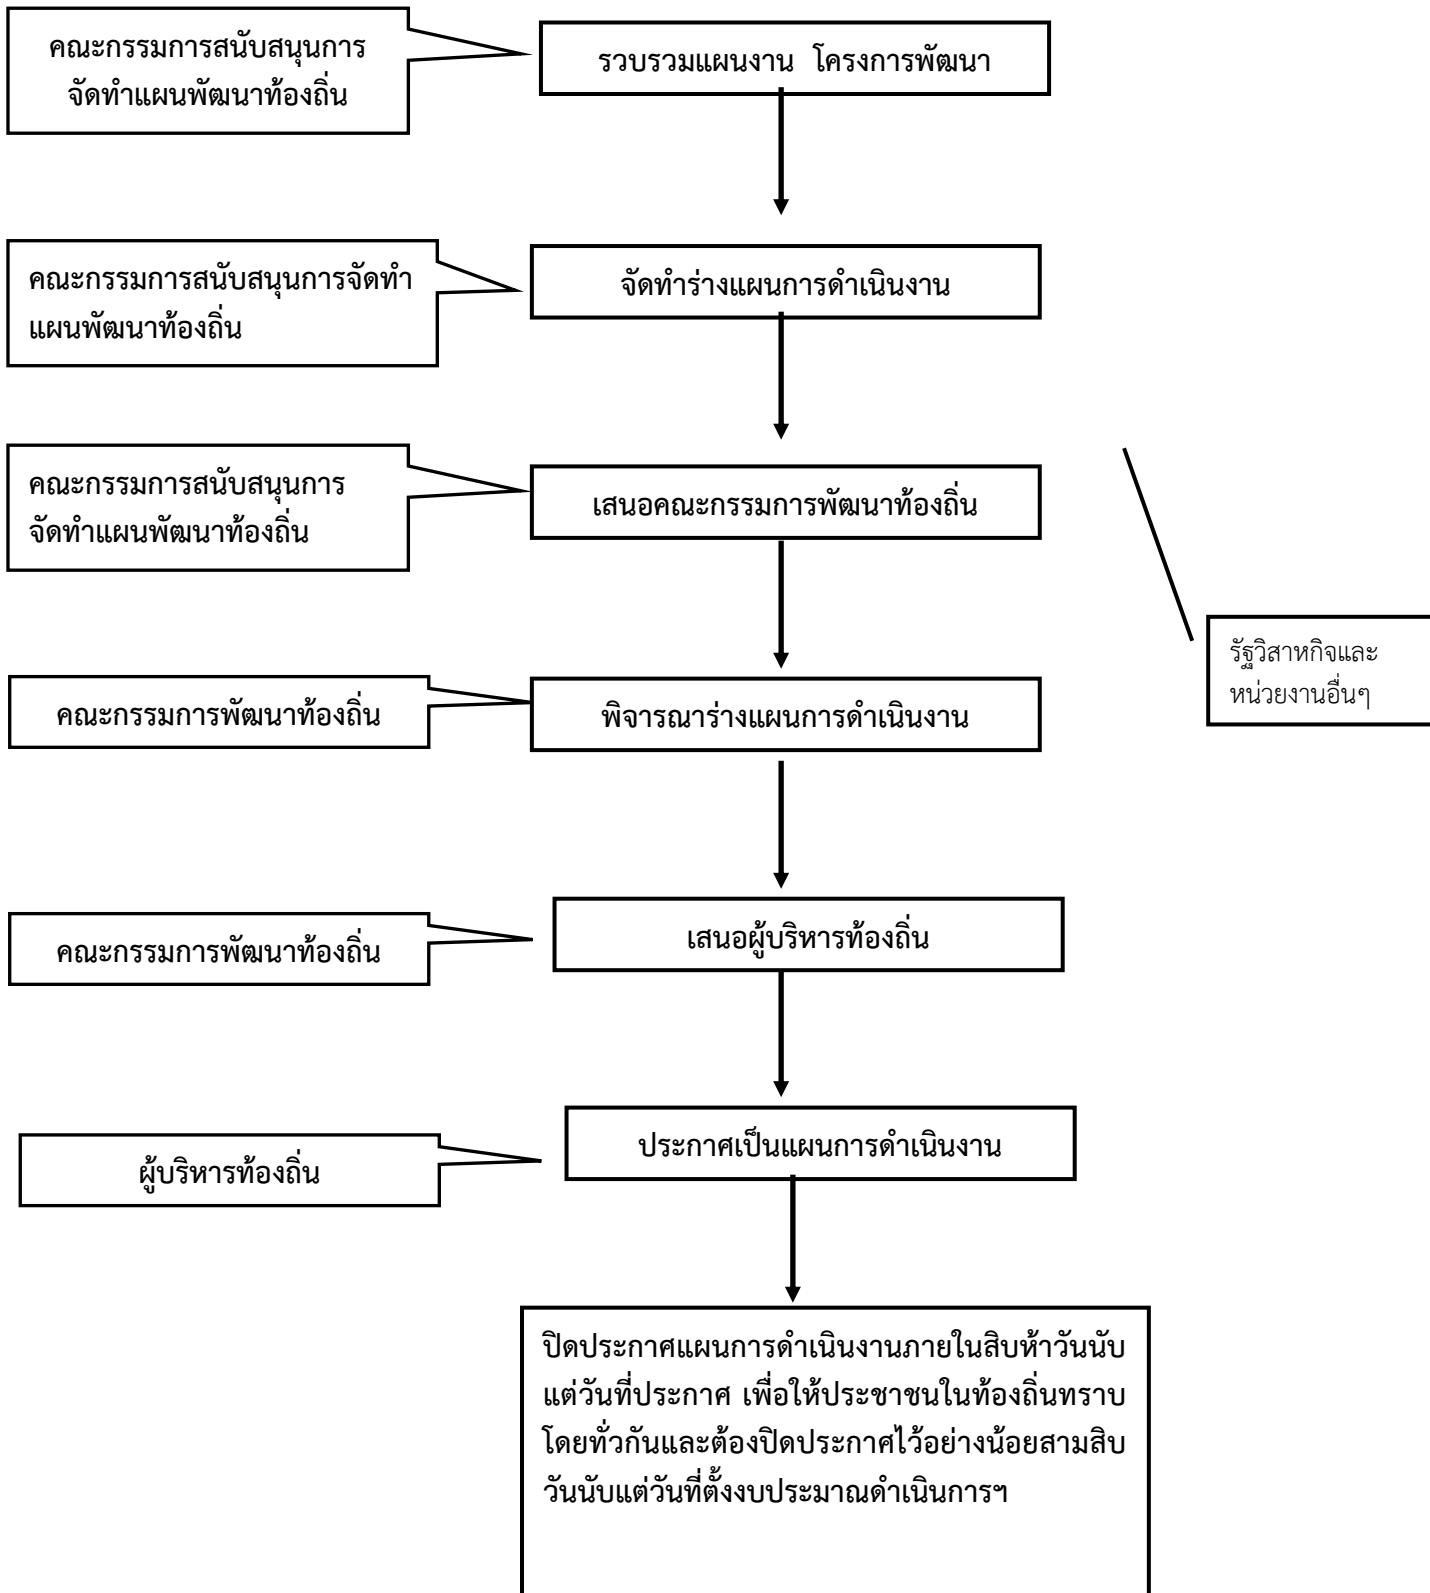 คณะกรรมการสนับสนุนการ
จัดทำแผนพัฒนาท้องถิ่น
รวบรวมแผนงาน โครงการพัฒนา
คณะกรรมการสนับสนุนการจัดทำ
แผนพัฒนาท้องถิ่น
จัดทำร่างแผนการดำเนินงาน
คณะกรรมการสนับสนุนการ
จัดทำแผนพัฒนาท้องถิ่น
เสนอคณะกรรมการพัฒนาท้องถิ่น
รัฐวิสาหกิจและ
หน่วยงานอื่นๆ
คณะกรรมการพัฒนาท้องถิ่น
พิจารณาร่างแผนการดำเนินงาน
คณะกรรมการพัฒนาท้องถิ่น
เสนอผู้บริหารท้องถิ่น
ผู้บริหารท้องถิ่น
ประกาศเป็นแผนการดำเนินงาน
ปิดประกาศแผนการดำเนินงานภายในสิบห้าวันนับ
แต่วันที่ประกาศ เพื่อให้ประชาชนในท้องถิ่นทราบ
โดยทั่วกันและต้องปิดประกาศไว้อย่างน้อยสามสิบ
วันนับแต่วันที่ตั้งงบประมาณดำเนินการฯ